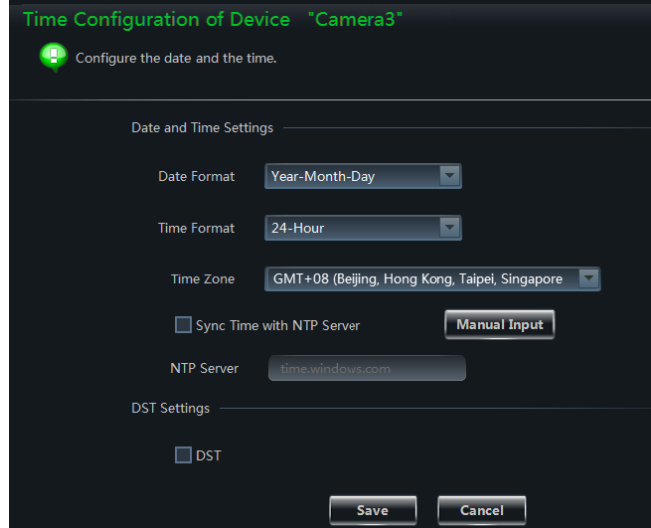 Time Configuration of Device "Camera3"
Configure the date and the time.
Date and Time Settings
Date Format Year-Month-Day
Time Format 24-Hour
Time Zone GMT+08 (Beijing, Hong Kong, Taipei, Singapore
Sync Time with NTP Server Manual Input
NTP Server time.windows.com
DST Settings
DST
Save Cancel